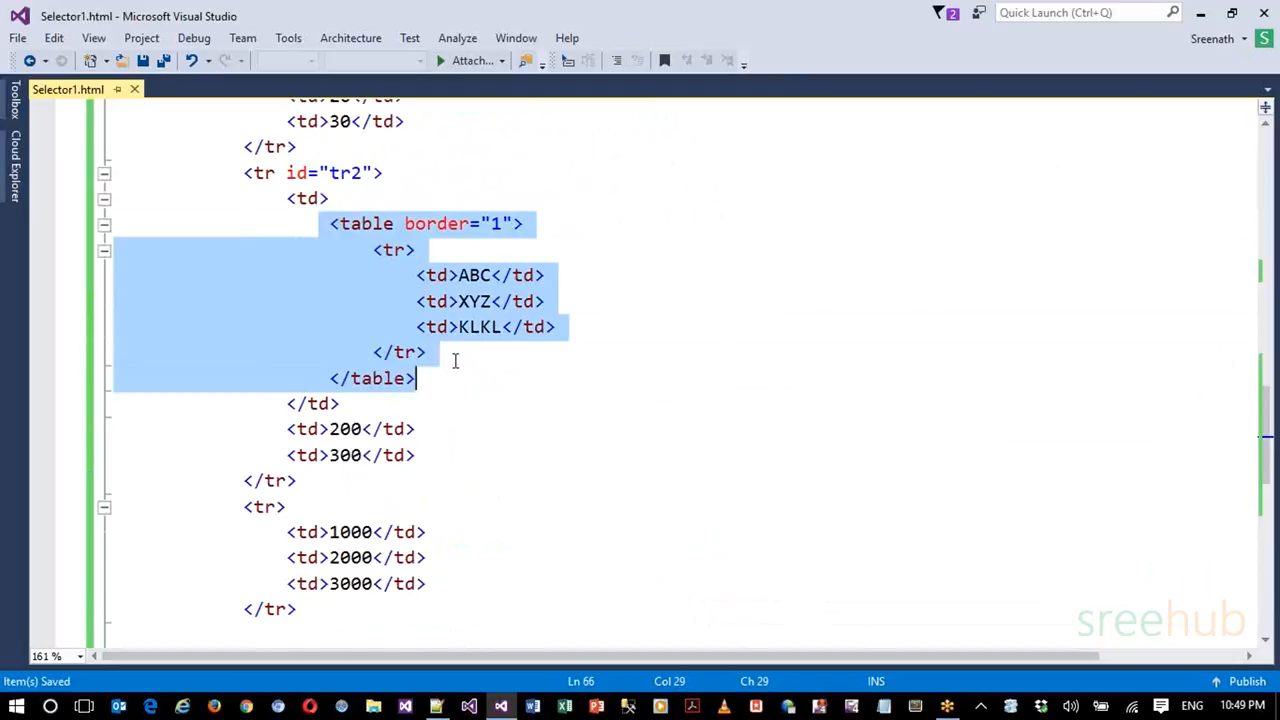 Selector1.html - Microsoft Visual Studio
2
Quick Launch (Ctrl+Q)
File Edit View Project Debug Team Tools Architecture Test Analyze Window Help
Sreenath S
Attach...
Selector1.html
Toolbox
Cloud Explorer
<td>30</td>
</tr>
<tr id="tr2">
<td>
<table border="1">
<tr>
<td>ABC</td>
<td>XYZ</td>
<td>KLKL</td>
</tr>
</table>
</td>
<td>200</td>
<td>300</td>
</tr>
<tr>
<td>1000</td>
<td>2000</td>
<td>3000</td>
</tr>
sreehub
161 %
Item(s) Saved Ln 66 Col 29 Ch 29 INS Publish
10:49 PM